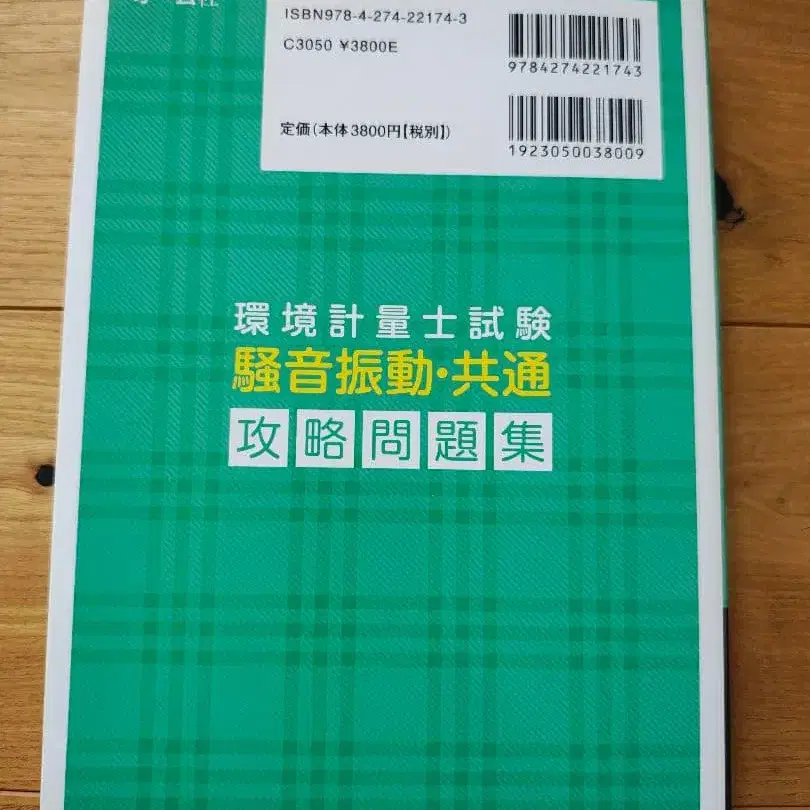 ISBN978-4-274-22174-3
C3050 ¥3800E
定価(本体3800円【税別】)
9784274221743
1923050038009
環境計量士試験
騒音振動・共通
攻略問題集